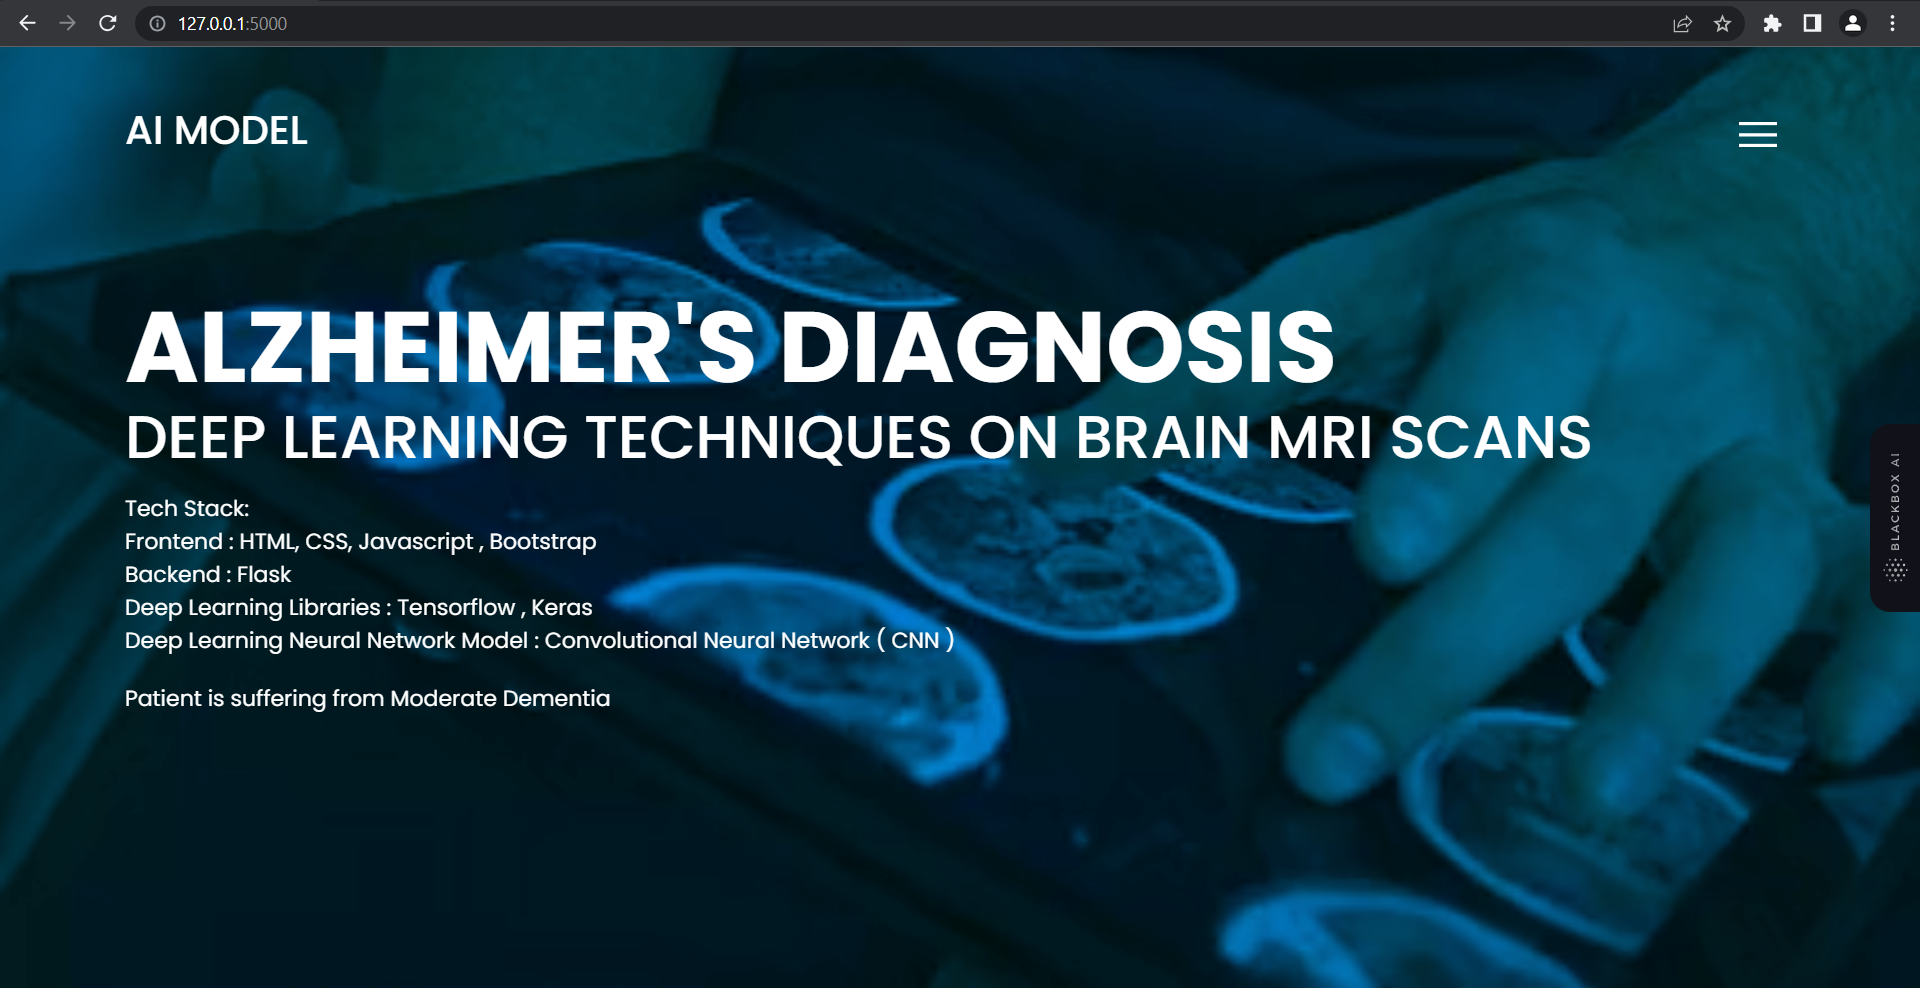 127.0.0.1:5000
AI MODEL
ALZHEIMER'S DIAGNOSIS
DEEP LEARNING TECHNIQUES ON BRAIN MRI SCANS
Tech Stack:
Frontend : HTML, CSS, Javascript , Bootstrap
Backend : Flask
Deep Learning Libraries : Tensorflow , Keras
Deep Learning Neural Network Model : Convolutional Neural Network ( CNN )
Patient is suffering from Moderate Dementia
BLACKBOX AI